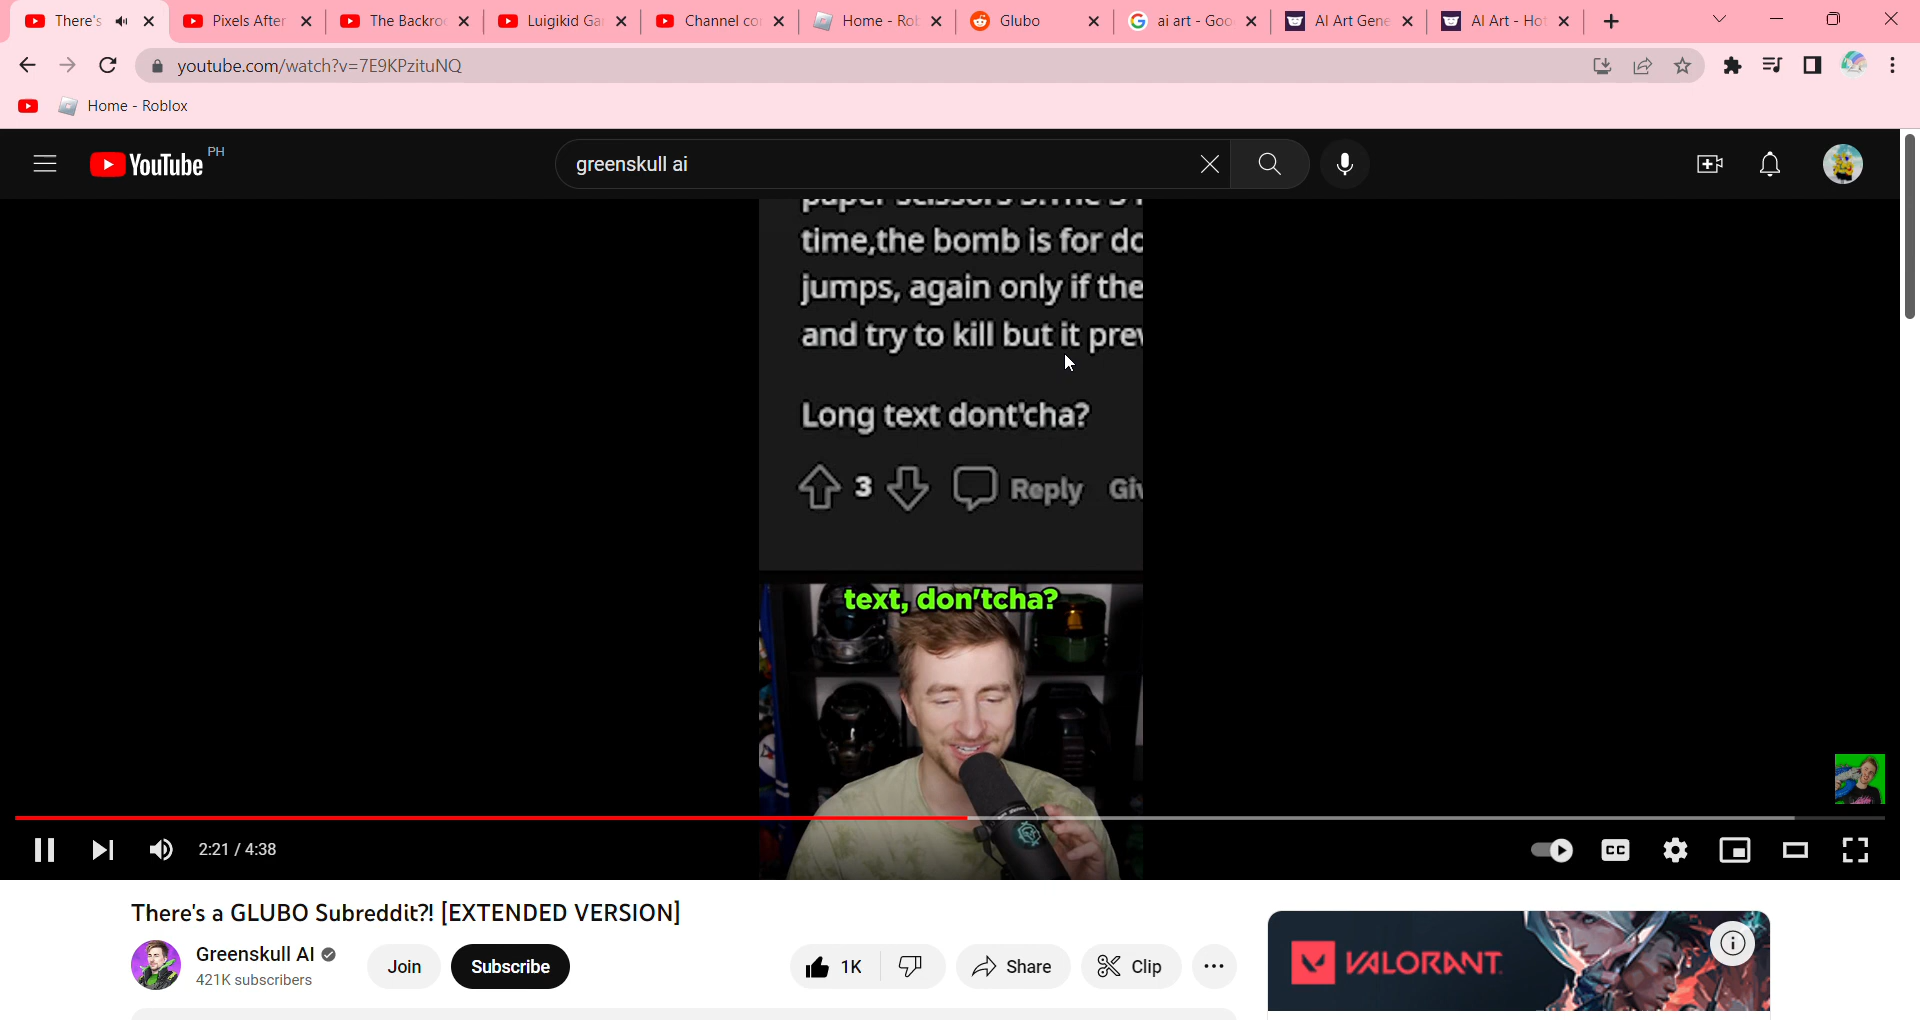 There's
Pixels After
The Backro
Luigikid Ga
Channel co
Home - Ro
Glubo
ai art - Goo
AI Art Gene
AI Art - Ho
youtube.com/watch?v=7E9KPzituNQ
Home - Roblox
YouTube PH
greenskull ai
time,the bomb is for do
jumps, again only if the
and try to kill but it prev
Long text dont'cha?
3 Reply Giv
text, don'tcha?
2:21 / 4:38
CC
There's a GLUBO Subreddit?! [EXTENDED VERSION]
Greenskull AI
421K subscribers
Join
Subscribe
1K
Share
Clip
VALORANT